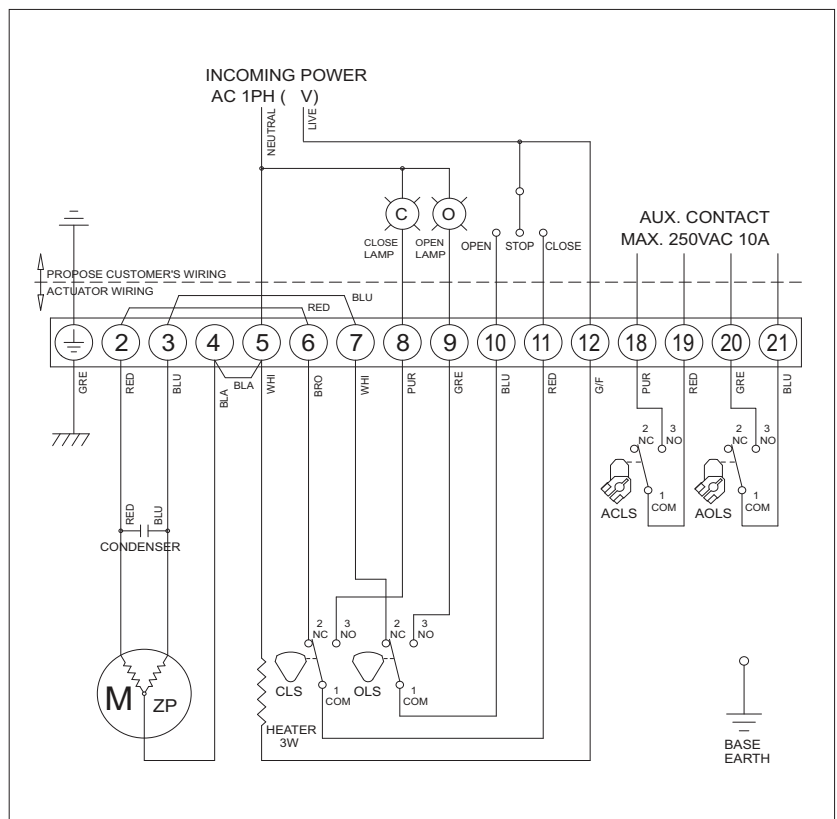 INCOMING POWER
AC 1PH ( V)
NEUTRAL
LIVE
C
O
CLOSE
LAMP
OPEN
LAMP
OPEN
STOP
CLOSE
AUX. CONTACT
MAX. 250VAC 10A
PROPOSE CUSTOMER'S WIRING
ACTUATOR WIRING
RED
BLU
2
3
4
5
6
7
8
9
10
11
12
18
19
20
21
BLA
GRE
RED
BLU
BLA
WHI
BRO
WHI
PUR
GRE
BLU
RED
G/F
PUR
RED
GRE
BLU
2
NC
3
NO
1
COM
ACLS
2
NC
3
NO
1
COM
AOLS
RED
BLU
CONDENSER
2
NC
3
NO
1
COM
CLS
2
NC
3
NO
1
COM
OLS
M
ZP
HEATER
3W
BASE
EARTH